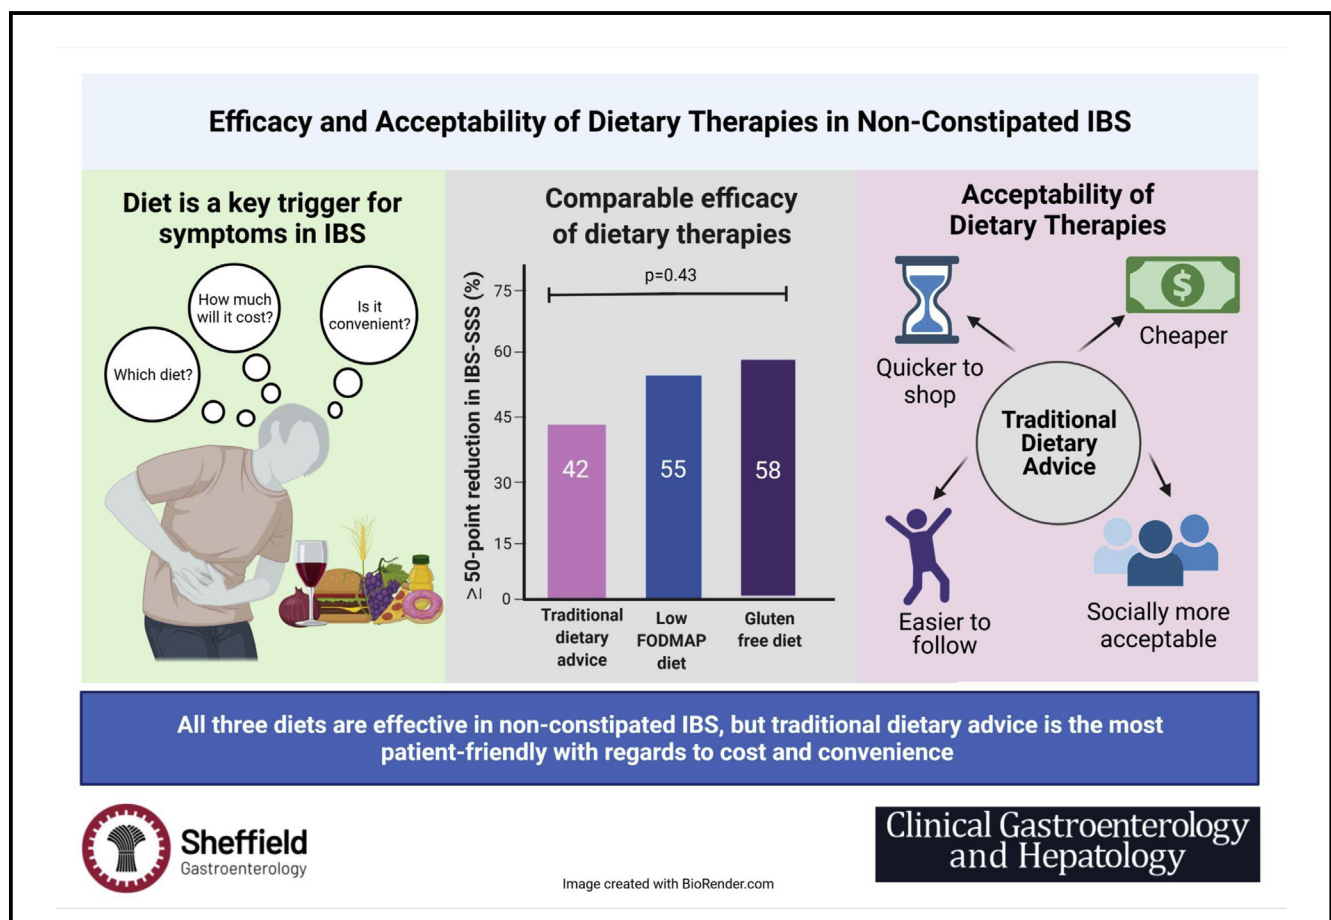 Efficacy and Acceptability of Dietary Therapies in Non-Constipated IBS
Diet is a key trigger for
symptoms in IBS
Which diet?
How much
will it cost?
Is it
convenient?
Comparable efficacy
of dietary therapies
≥ 50-point reduction in IBS-SSS (%)
75
60
45
30
15
0
p=0.43
42
55
58
Traditional
dietary
advice
Low
FODMAP
diet
Gluten
free diet
Acceptability of
Dietary Therapies
Quicker to
shop
$
Cheaper
Traditional
Dietary
Advice
Easier to
follow
Socially more
acceptable
All three diets are effective in non-constipated IBS, but traditional dietary advice is the most
patient-friendly with regards to cost and convenience
Sheffield
Gastroenterology
Image created with BioRender.com
Clinical Gastroenterology
and Hepatology